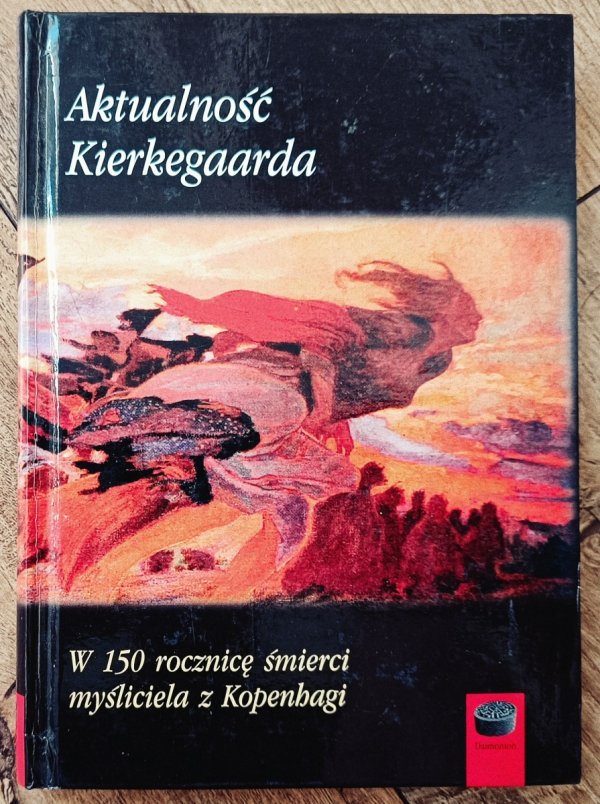 Aktualność
Kierkegaarda
W 150 rocznicę śmierci
myśliciela z Kopenhagi